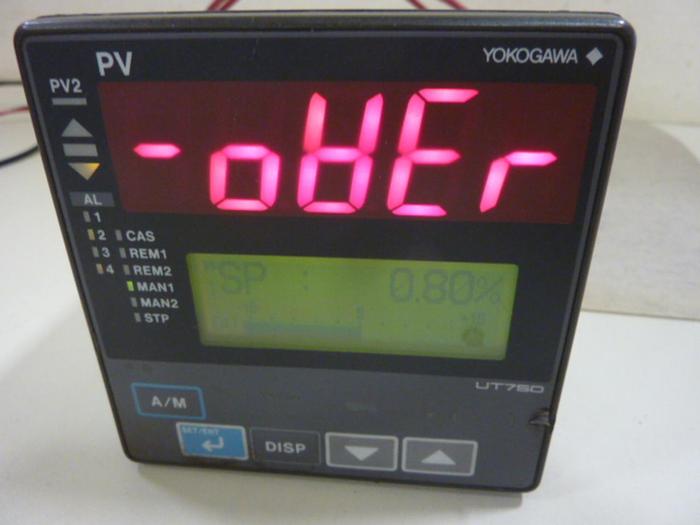 PV
YOKOGAWA
PV2
-oVEr
AL
1
2 CAS
3 REM1
4 REM2
MAN1
MAN2
STP
SP 0.80%
UT750
A/M
SET/ENT
DISP